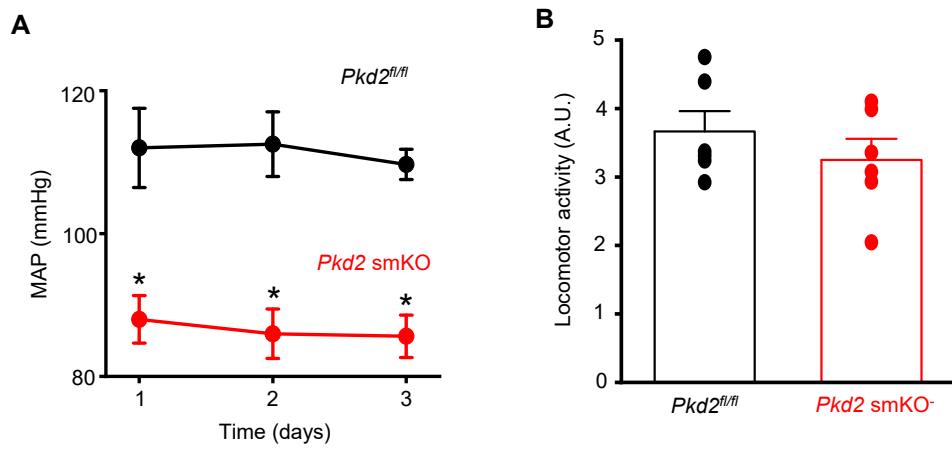 A
Pkd2fl/fl
120
100
80
MAP (mmHg)
Pkd2 smKO
*
*
*
1 2 3
Time (days)
B
5
4
3
2
1
0
Locomotor activity (A.U.)
Pkd2fl/fl
Pkd2 smKO-